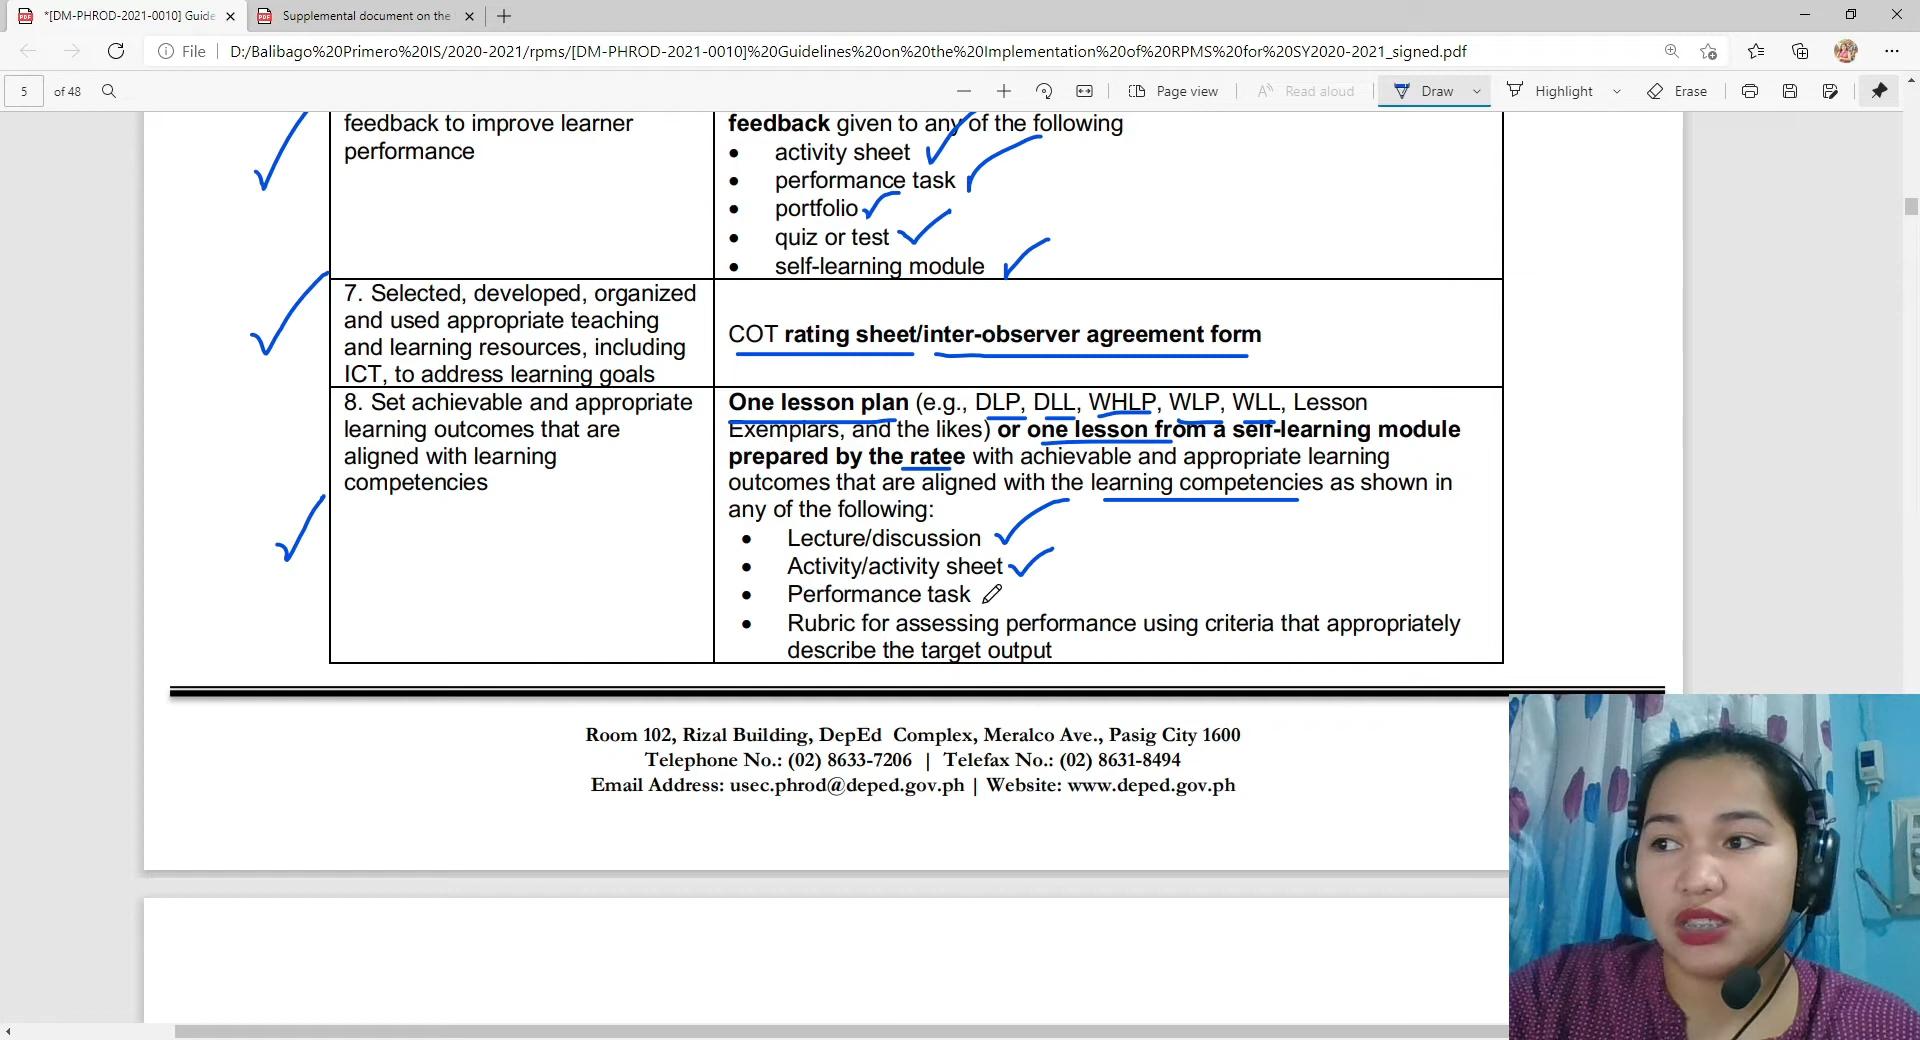 *[DM-PHROD-2021-0010] Guide
Supplemental document on the
File
D:/Balibago%20Primero%20IS/2020-2021/rpms/[DM-PHROD-2021-0010]%20Guidelines%20on%20the%20Implementation%20of%20RPMS%20for%20SY2020-2021_signed.pdf
5 of 48
Page view
Read aloud
Draw
Highlight
Erase
feedback to improve learner
performance
feedback given to any of the following
• activity sheet
• performance task
• portfolio
• quiz or test
• self-learning module
7. Selected, developed, organized
and used appropriate teaching
and learning resources, including
ICT, to address learning goals
COT rating sheet/inter-observer agreement form
8. Set achievable and appropriate
learning outcomes that are
aligned with learning
competencies
One lesson plan (e.g., DLP, DLL, WHLP, WLP, WLL, Lesson
Exemplars, and the likes) or one lesson from a self-learning module
prepared by the ratee with achievable and appropriate learning
outcomes that are aligned with the learning competencies as shown in
any of the following:
• Lecture/discussion
• Activity/activity sheet
• Performance task
• Rubric for assessing performance using criteria that appropriately
describe the target output
Room 102, Rizal Building, DepEd Complex, Meralco Ave., Pasig City 1600
Telephone No.: (02) 8633-7206 | Telefax No.: (02) 8631-8494
Email Address: usec.phrod@deped.gov.ph | Website: www.deped.gov.ph